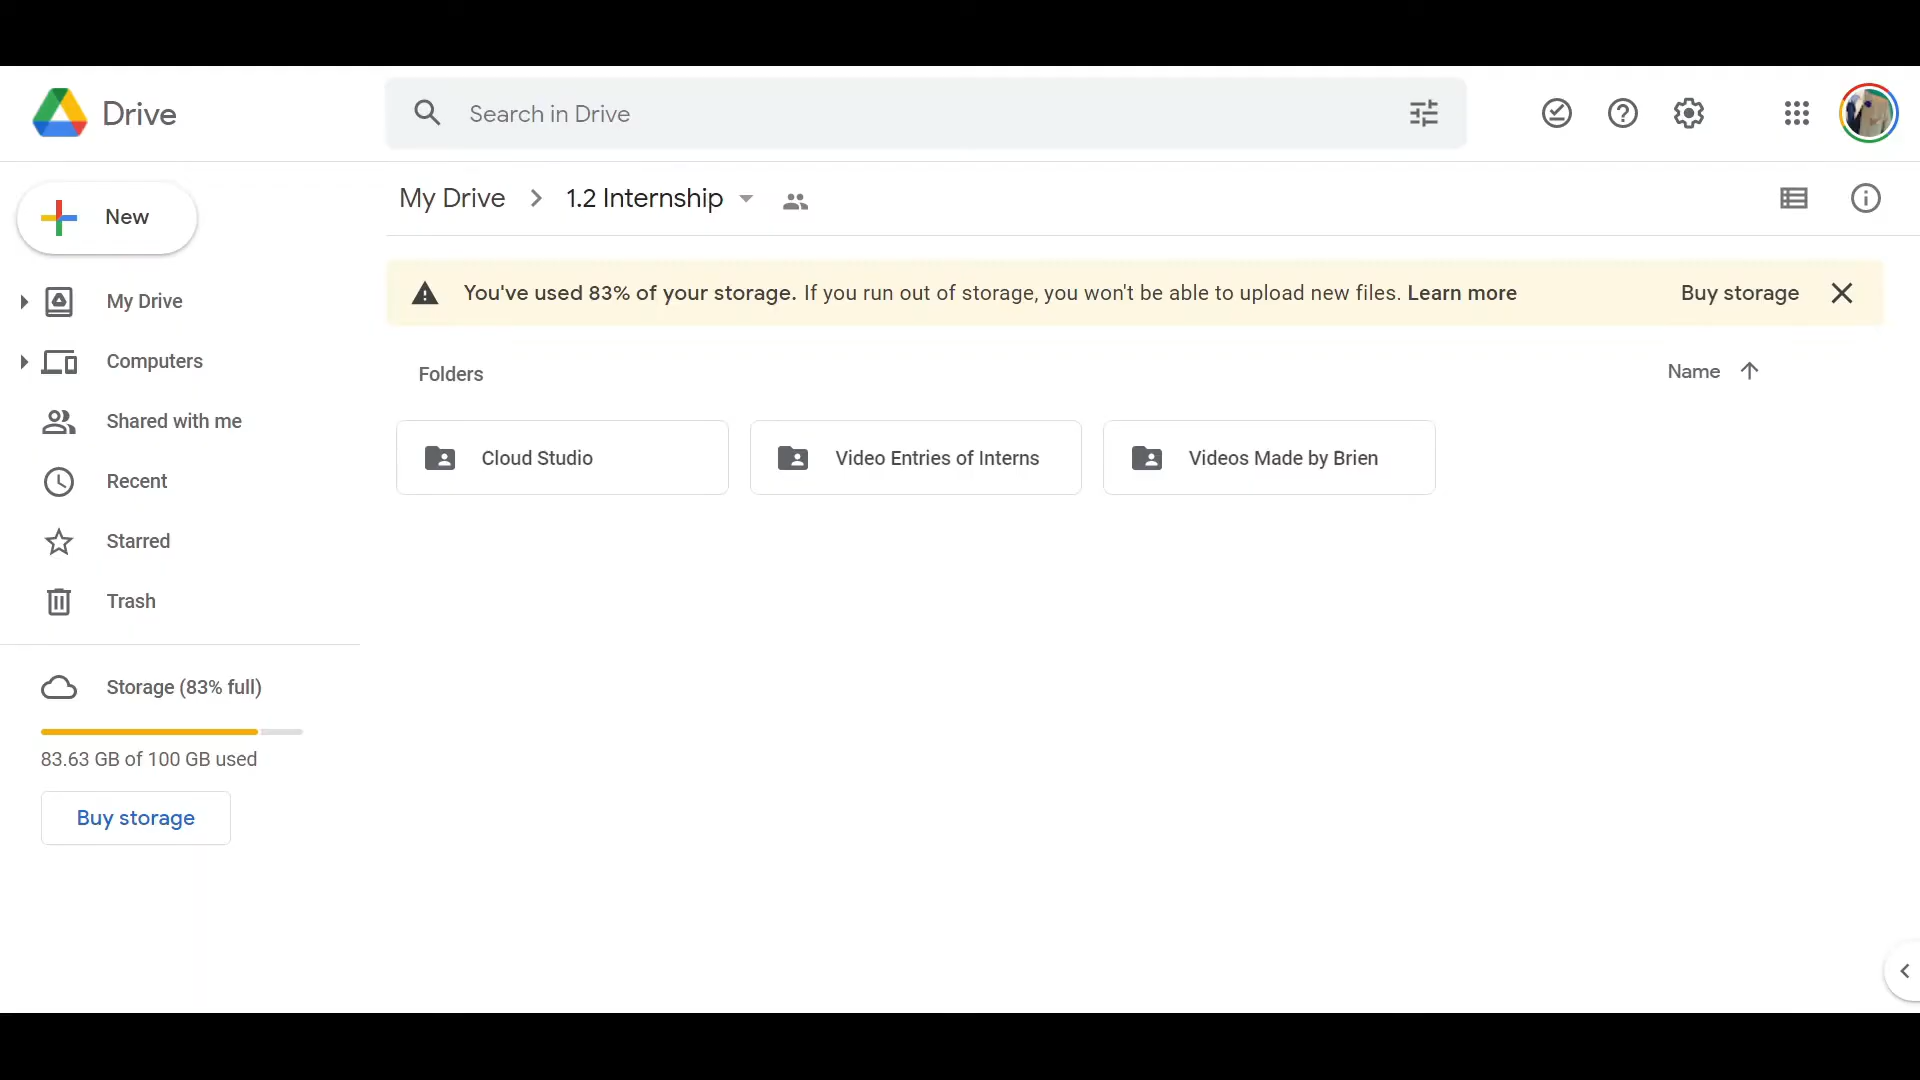 Drive
Search in Drive
My Drive
1.2 Internship
New
You've used 83% of your storage. If you run out of storage, you won't be able to upload new files. Learn more
Buy storage
My Drive
Computers
Shared with me
Recent
Starred
Trash
Storage (83% full)
83.63 GB of 100 GB used
Buy storage
Folders
Name
Cloud Studio
Video Entries of Interns
Videos Made by Brien